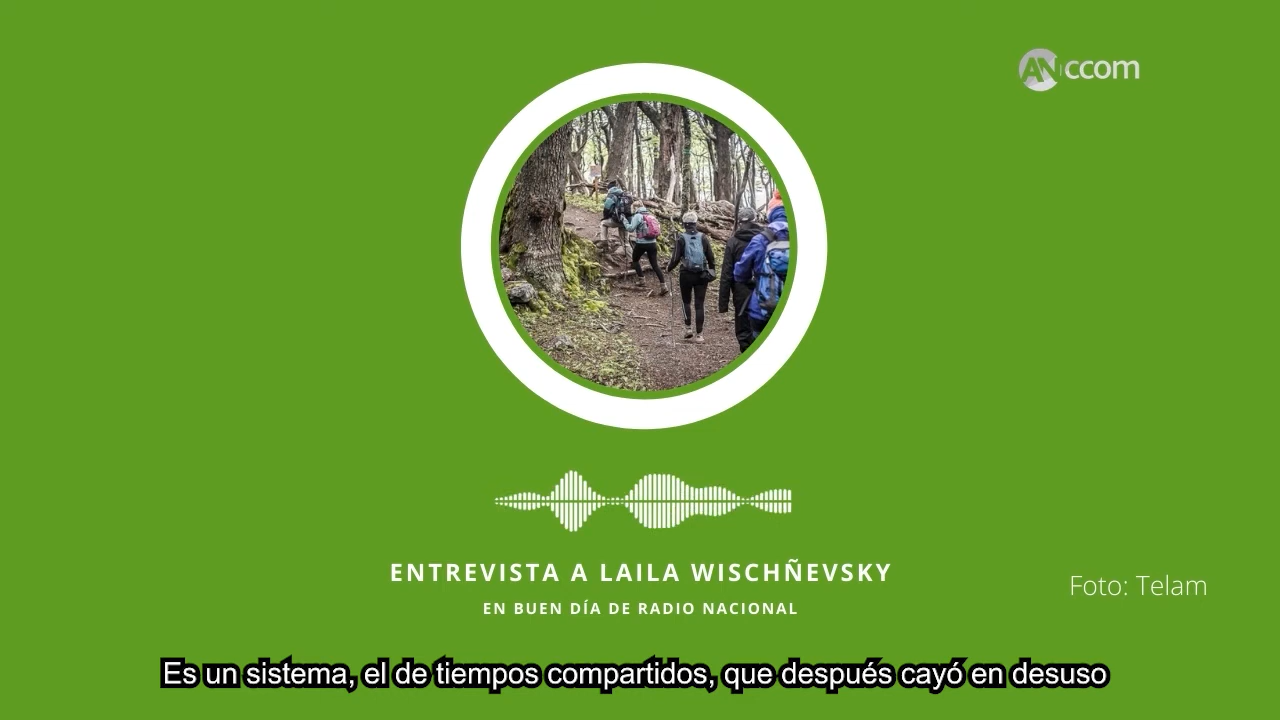 ANccom
ENTREVISTA A LAILA WISCHÑEVSKY
EN BUEN DÍA DE RADIO NACIONAL
Foto: Telam
Es un sistema, el de tiempos compartidos, que después cayó en desuso